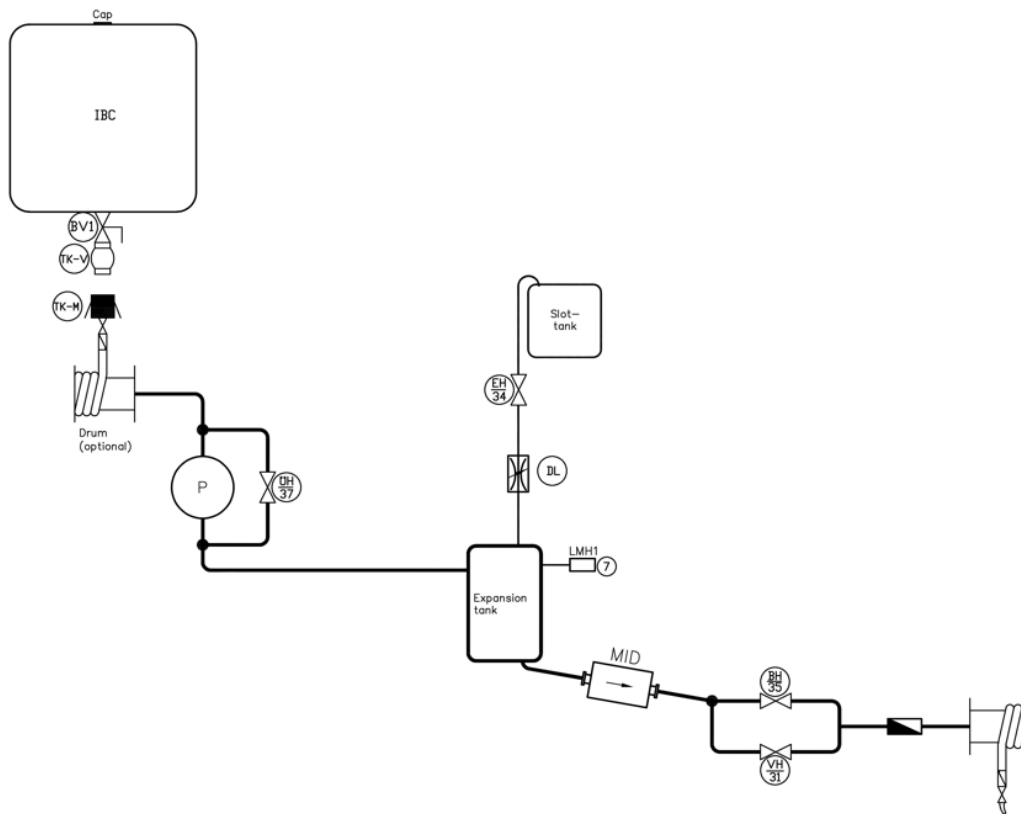 Cap
IBC
BV1
TK-V
TK-M
Drum
(optional)
P
ÜH
37
Slot-
tank
EH
34
DL
LMH1
7
Expansion
tank
MID
BH
35
VH
31